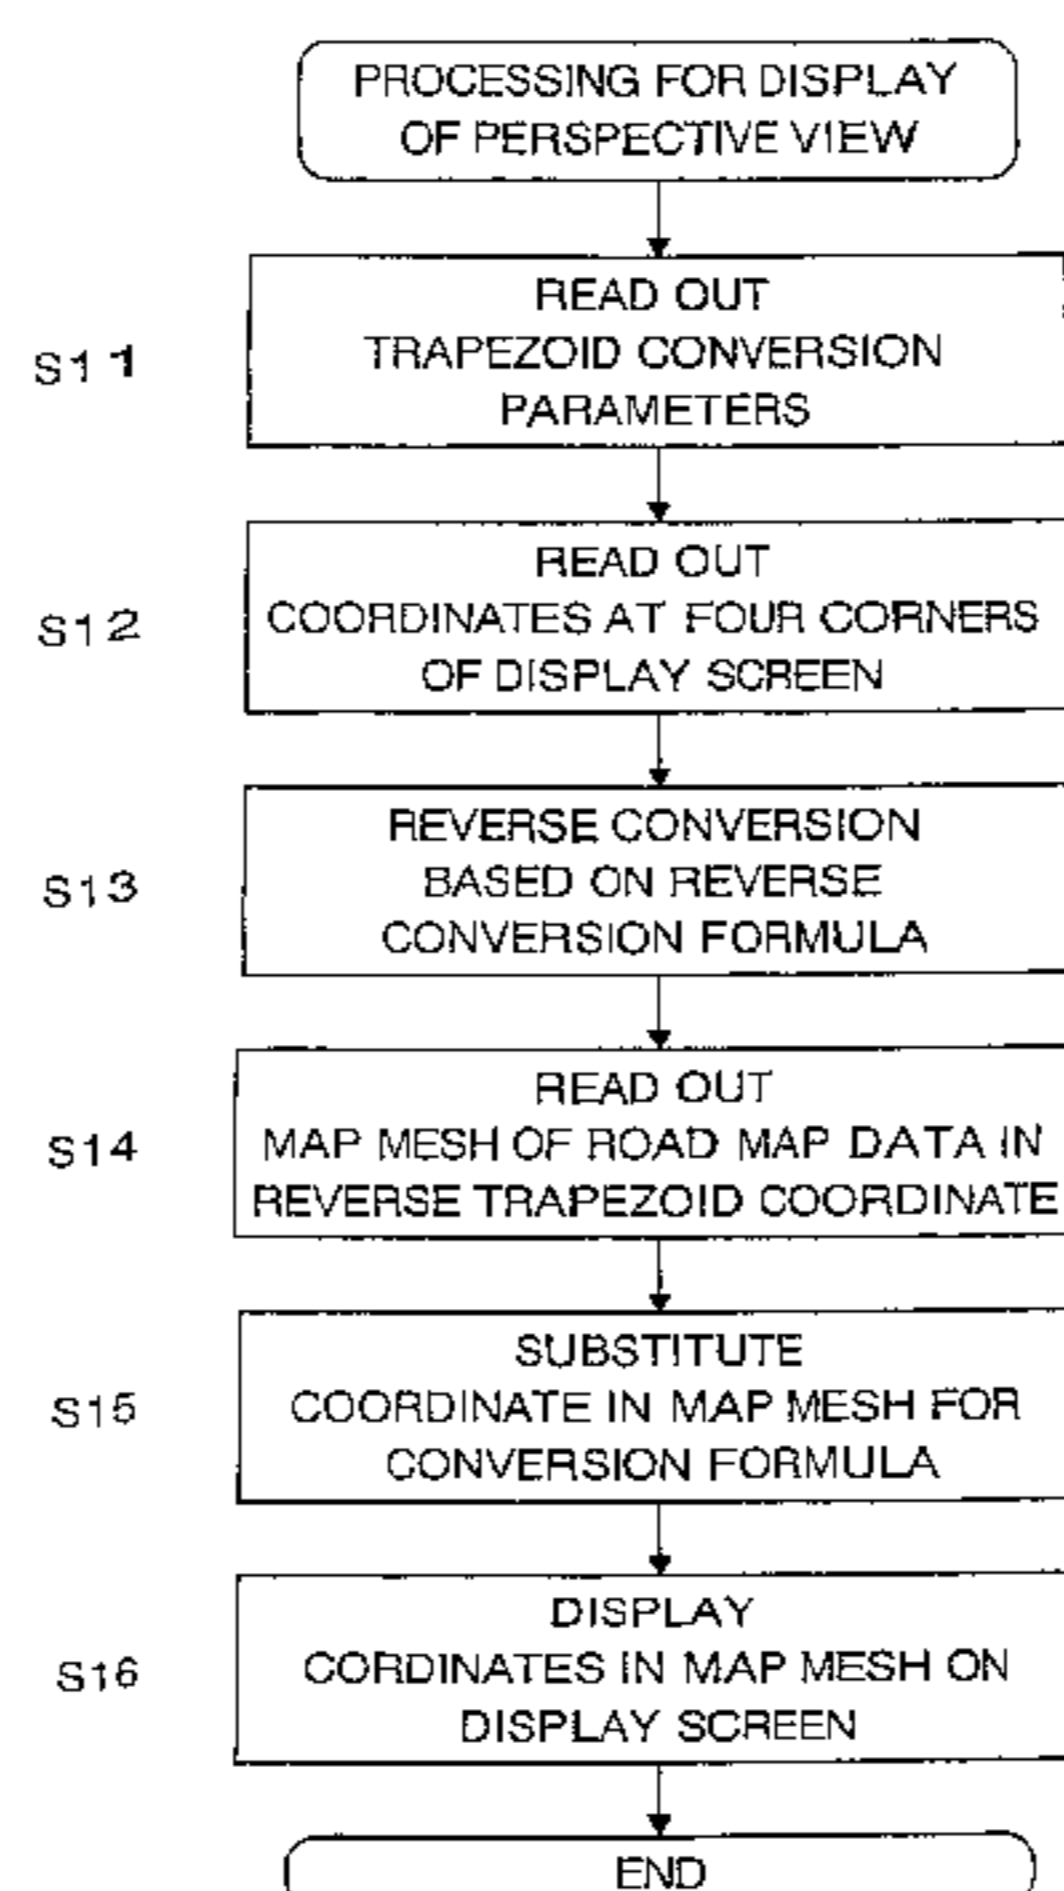 PROCESSING FOR DISPLAY
OF PERSPECTIVE VIEW
S11
READ OUT
TRAPEZOID CONVERSION
PARAMETERS
S12
READ OUT
COORDINATES AT FOUR CORNERS
OF DISPLAY SCREEN
S13
REVERSE CONVERSION
BASED ON REVERSE
CONVERSION FORMULA
S14
READ OUT
MAP MESH OF ROAD MAP DATA IN
REVERSE TRAPEZOID COORDINATE
S15
SUBSTITUTE
COORDINATE IN MAP MESH FOR
CONVERSION FORMULA
S16
DISPLAY
CORDINATES IN MAP MESH ON
DISPLAY SCREEN
END